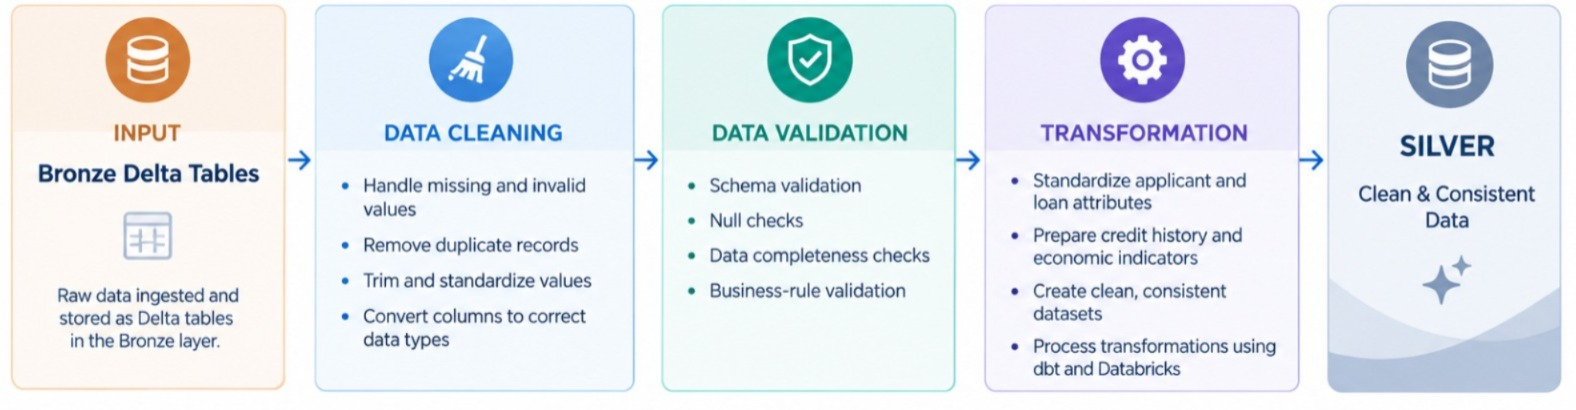 INPUT
Bronze Delta Tables
Raw data ingested and
stored as Delta tables
in the Bronze layer.
DATA CLEANING
• Handle missing and invalid
values
• Remove duplicate records
• Trim and standardize values
• Convert columns to correct
data types
DATA VALIDATION
• Schema validation
• Null checks
• Data completeness checks
• Business-rule validation
TRANSFORMATION
• Standardize applicant and
loan attributes
• Prepare credit history and
economic indicators
• Create clean, consistent
datasets
• Process transformations using
dbt and Databricks
SILVER
Clean & Consistent
Data